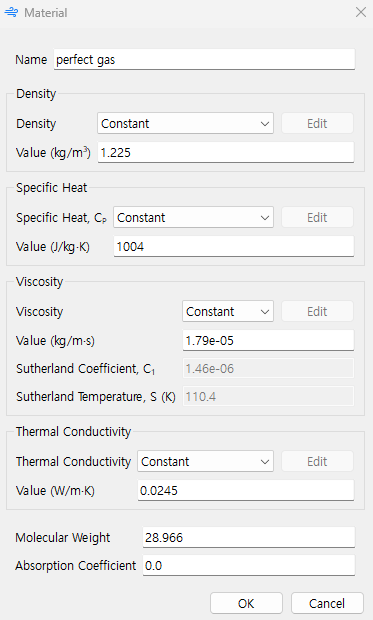 Material
Name perfect gas
Density
Density Constant Edit
Value (kg/m³) 1.225
Specific Heat
Specific Heat, Cₚ Constant Edit
Value (J/kg·K) 1004
Viscosity
Viscosity Constant Edit
Value (kg/m·s) 1.79e-05
Sutherland Coefficient, C₁ 1.46e-06
Sutherland Temperature, S (K) 110.4
Thermal Conductivity
Thermal Conductivity Constant Edit
Value (W/m·K) 0.0245
Molecular Weight 28.966
Absorption Coefficient 0.0
OK Cancel